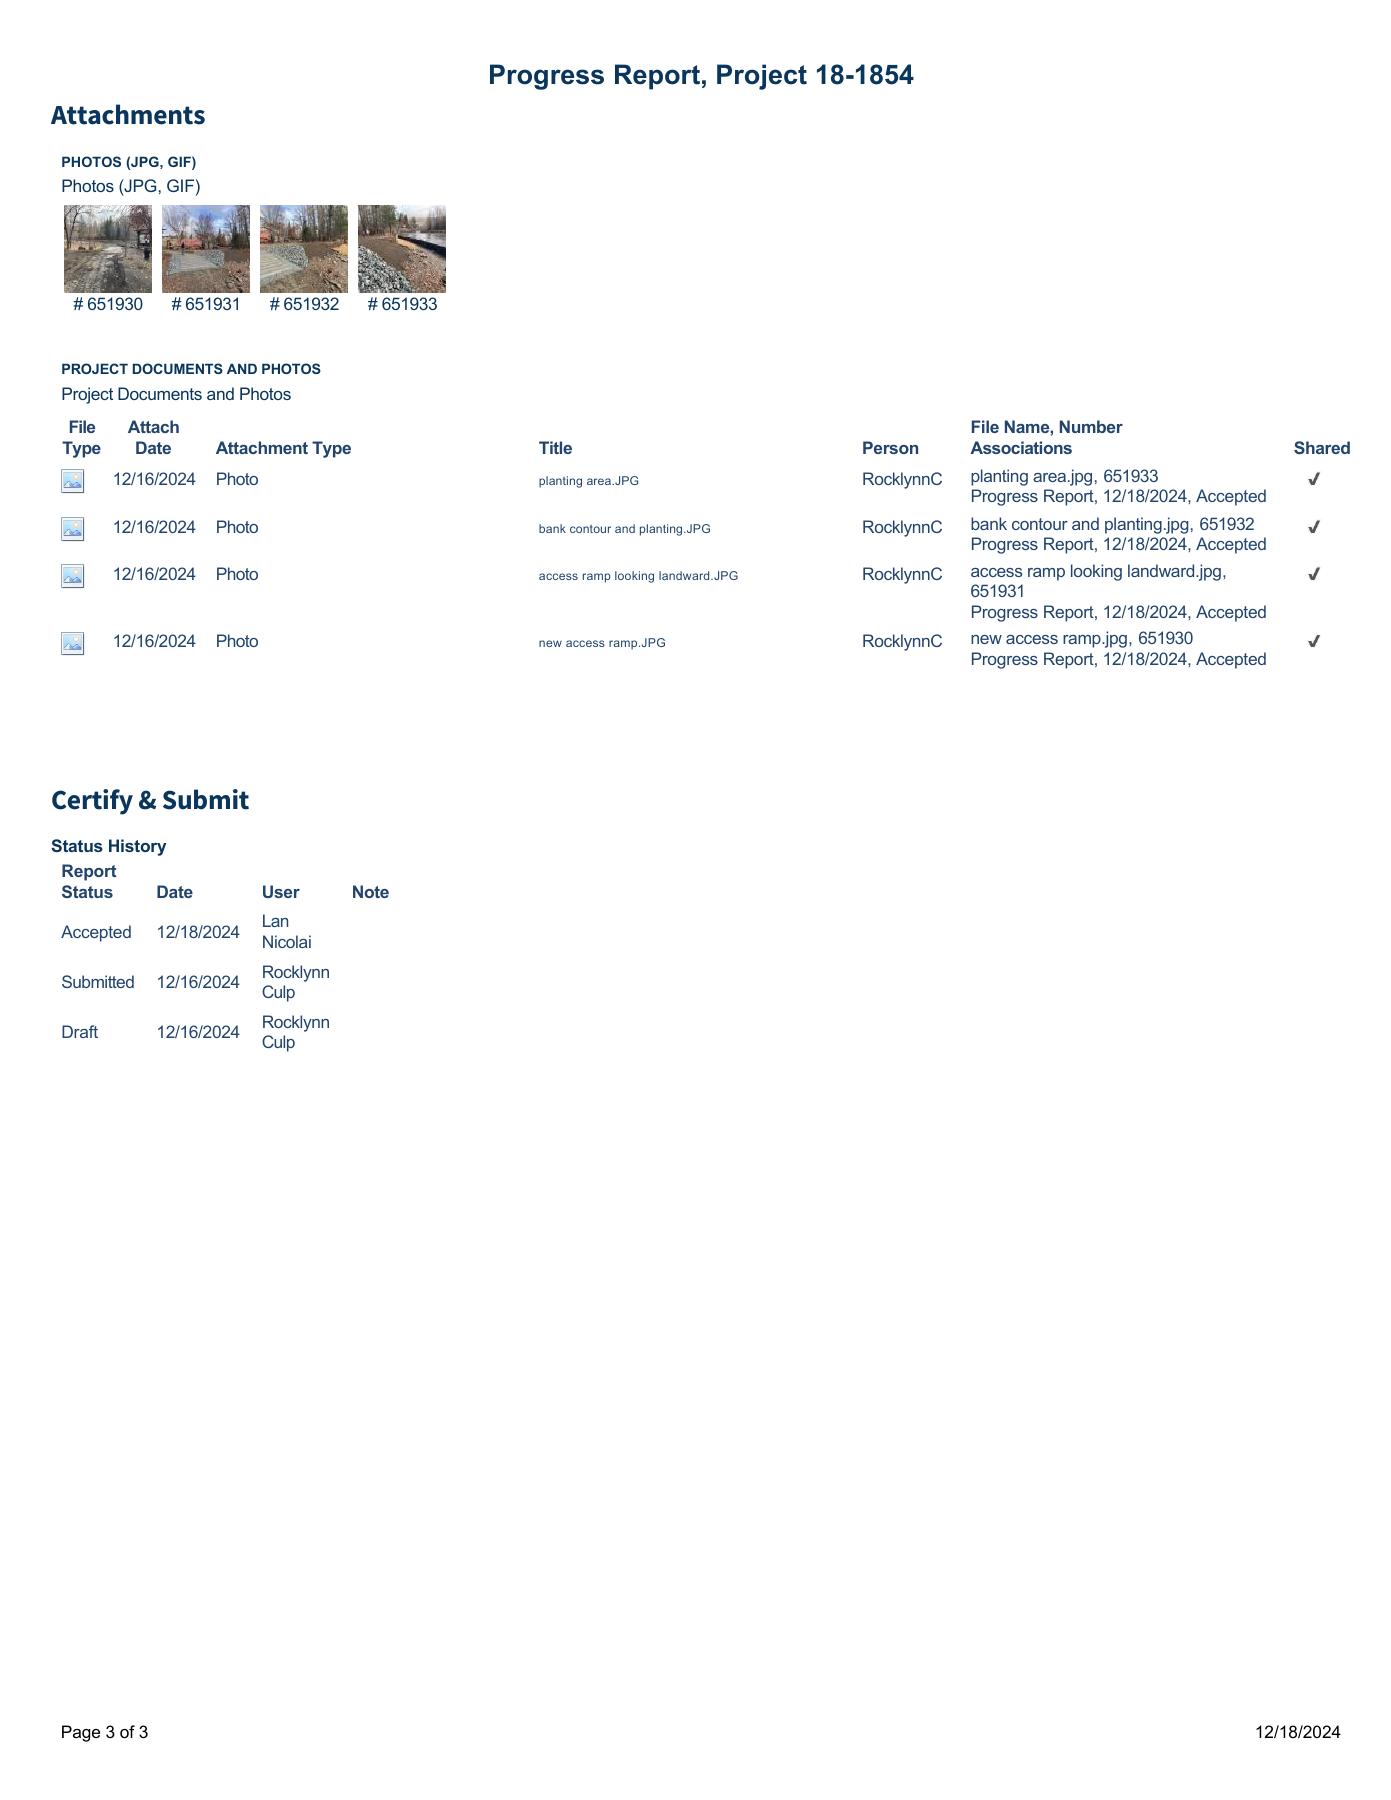 Progress Report, Project 18-1854
Attachments
PHOTOS (JPG, GIF)
Photos (JPG, GIF)
# 651930 # 651931 # 651932 # 651933
PROJECT DOCUMENTS AND PHOTOS
Project Documents and Photos
File Attach File Name, Number
Type Date Attachment Type Title Person Associations Shared
12/16/2024 Photo planting area.JPG RocklynnC planting area.jpg, 651933 ✔
Progress Report, 12/18/2024, Accepted
12/16/2024 Photo bank contour and planting.JPG RocklynnC bank contour and planting.jpg, 651932 ✔
Progress Report, 12/18/2024, Accepted
12/16/2024 Photo access ramp looking landward.JPG RocklynnC access ramp looking landward.jpg, ✔
651931
Progress Report, 12/18/2024, Accepted
12/16/2024 Photo new access ramp.JPG RocklynnC new access ramp.jpg, 651930 ✔
Progress Report, 12/18/2024, Accepted
Certify & Submit
Status History
Report
Status Date User Note
Accepted 12/18/2024 Lan
Nicolai
Submitted 12/16/2024 Rocklynn
Culp
Draft 12/16/2024 Rocklynn
Culp
Page 3 of 3 12/18/2024